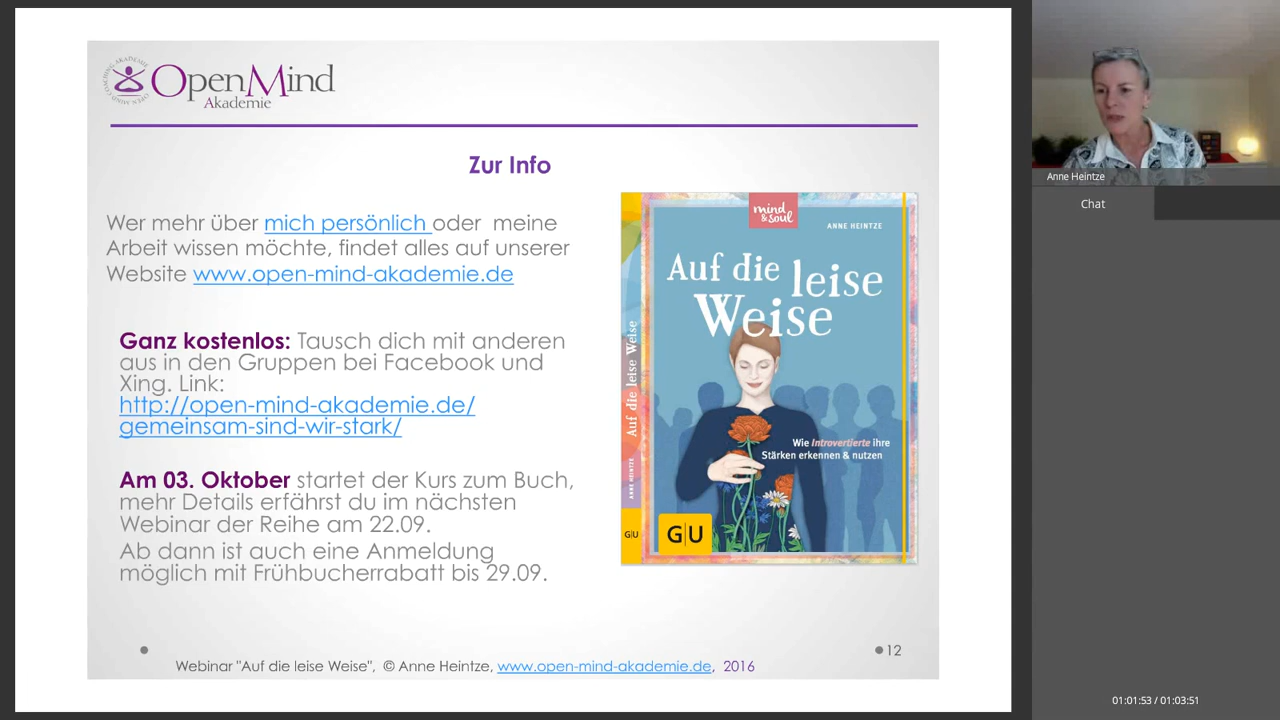 OpenMind
Akademie
Zur Info
Wer mehr über mich persönlich oder meine
Arbeit wissen möchte, findet alles auf unserer
Website www.open-mind-akademie.de
Ganz kostenlos: Tausch dich mit anderen
aus in den Gruppen bei Facebook und
Xing. Link:
http://open-mind-akademie.de/
gemeinsam-sind-wir-stark/
Am 03. Oktober startet der Kurs zum Buch,
mehr Details erfährst du im nächsten
Webinar der Reihe am 22.09.
Ab dann ist auch eine Anmeldung
möglich mit Frühbucherrabatt bis 29.09.
mind
&soul
ANNE HEINTZE
Auf die leise
Weise
Wie Introvertierte ihre
Stärken erkennen & nutzen
G|U
Auf die leise Weise
ANNE HEINTZE
G|U
12
Webinar "Auf die leise Weise", © Anne Heintze, www.open-mind-akademie.de, 2016
Anne Heintze
Chat
01:01:53 / 01:03:51